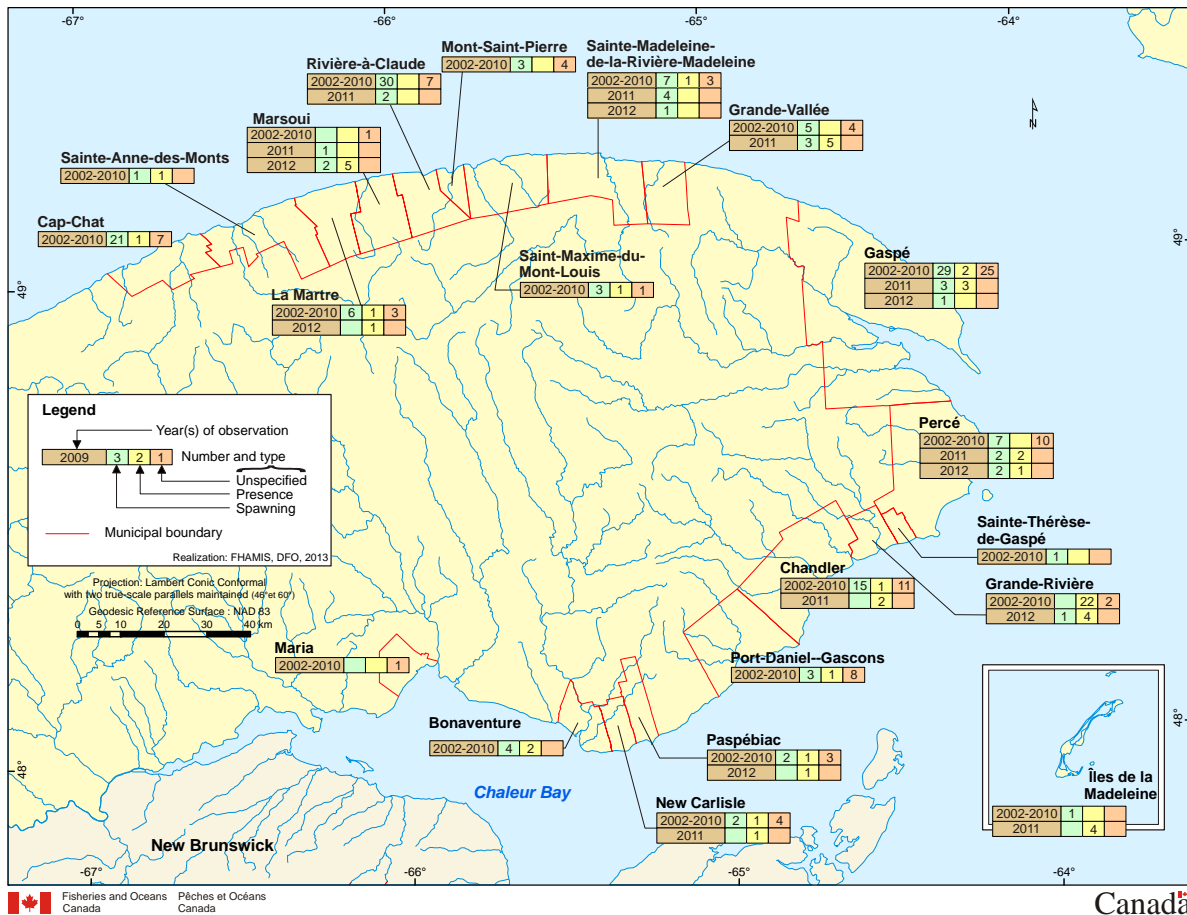 -67° -66° -65° -64°
Mont-Saint-Pierre
2002-2010 3 4
Sainte-Madeleine-
de-la-Rivière-Madeleine
2002-2010 7 1 3
2011 4
2012 1
Rivière-à-Claude
2002-2010 30 7
2011 2
Grande-Vallée
2002-2010 5 4
2011 3 5
N
Marsoui
2002-2010 1
2011 1
2012 2 5
Sainte-Anne-des-Monts
2002-2010 1 1
Cap-Chat
2002-2010 21 1 7
49°
Gaspé
2002-2010 29 2 25
2011 3 3
2012 1
Saint-Maxime-du-
Mont-Louis
2002-2010 3 1 1
49°
La Martre
2002-2010 6 1 3
2012 1
Legend
Year(s) of observation
2009 3 2 1 Number and type
Unspecified
Presence
Spawning
Municipal boundary
Realization: FHAMIS, DFO, 2013
Percé
2002-2010 7 10
2011 2 2
2012 2 1
Sainte-Thérèse-
de-Gaspé
2002-2010 1
Chandler
2002-2010 15 1 11
2011 2
Grande-Rivière
2002-2010 22 2
2012 1 4
Projection: Lambert Conic Conformal
with two true-scale parallels maintained (46° et 60°)
Geodesic Reference Surface : NAD 83
0 5 10 20 30 40 km
Maria
2002-2010 1
Port-Daniel--Gascons
2002-2010 3 1 8
Bonaventure
2002-2010 4 2
Paspébiac
2002-2010 2 1 3
2012 1
48°
48°
Chaleur Bay
Îles de la
Madeleine
2002-2010 1
2011 4
New Carlisle
2002-2010 2 1 4
2011 1
New Brunswick
-67° -66° -65° -64°
Fisheries and Oceans Pêches et Océans
Canada Canada
Canada